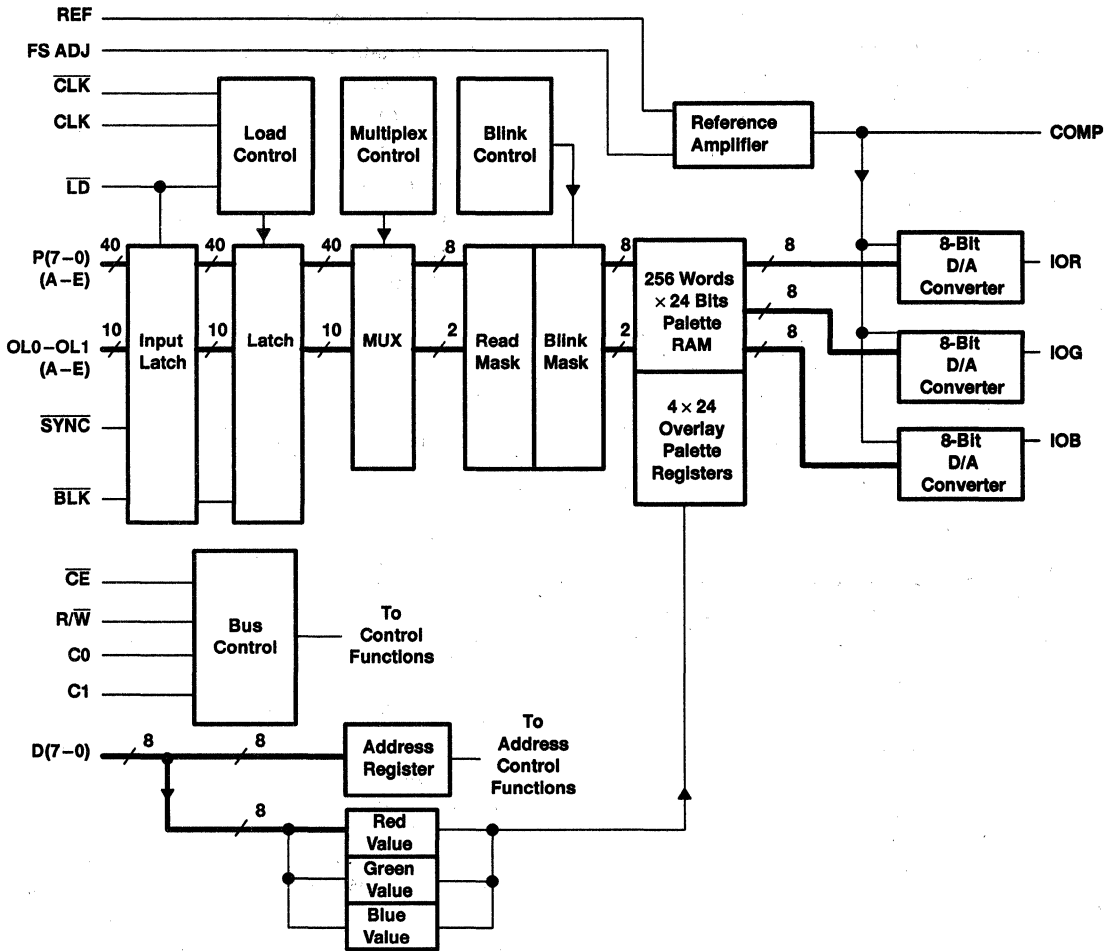 REF
FS ADJ
CLK
CLK
LD
Load
Control
Multiplex
Control
Blink
Control
Reference
Amplifier
COMP
P(7–0)
(A–E)
40
40
40
8
8
8
8
8
OL0–OL1
(A–E)
10
10
10
2
2
Input
Latch
Latch
MUX
Read
Mask
Blink
Mask
256 Words
× 24 Bits
Palette
RAM
4 × 24
Overlay
Palette
Registers
8-Bit
D/A
Converter
IOR
8-Bit
D/A
Converter
IOG
8-Bit
D/A
Converter
IOB
SYNC
BLK
CE
R/W
C0
C1
Bus
Control
To
Control
Functions
D(7–0)
8
8
Address
Register
To
Address
Control
Functions
8
Red
Value
Green
Value
Blue
Value